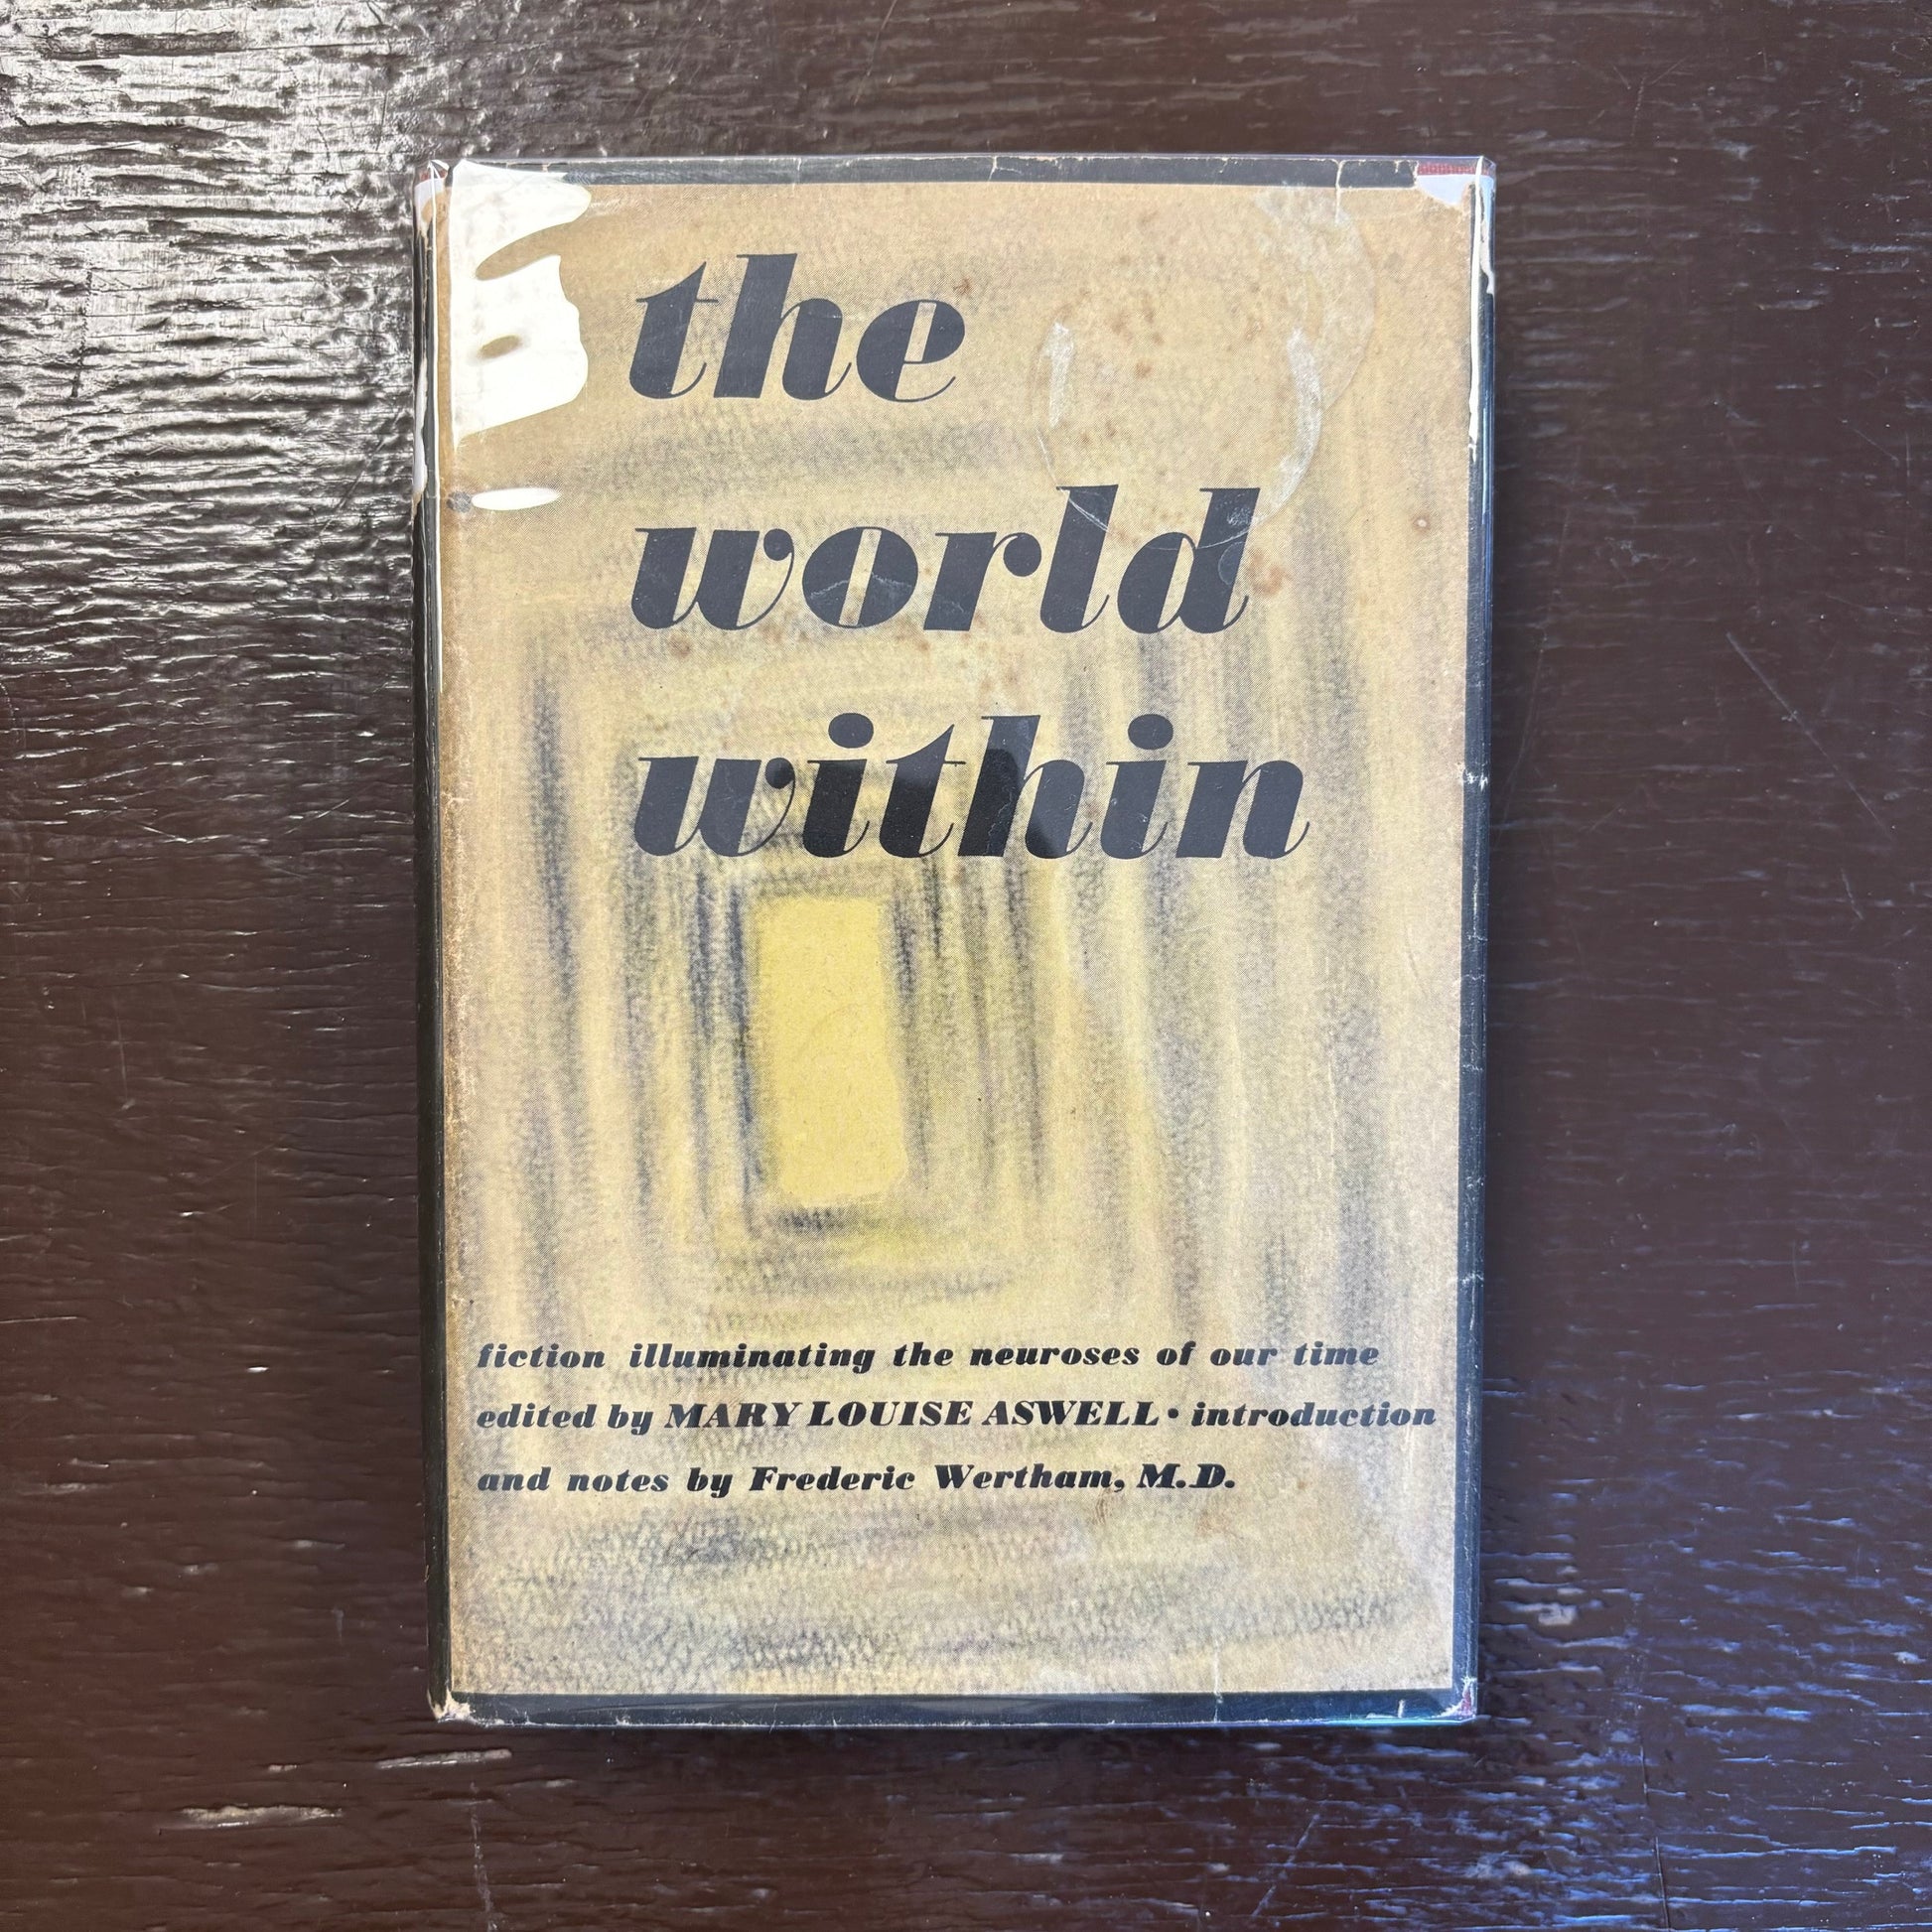 the
world
within
fiction illuminating the neuroses of our time
edited by MARY LOUISE ASWELL • introduction
and notes by Frederic Wertham, M.D.